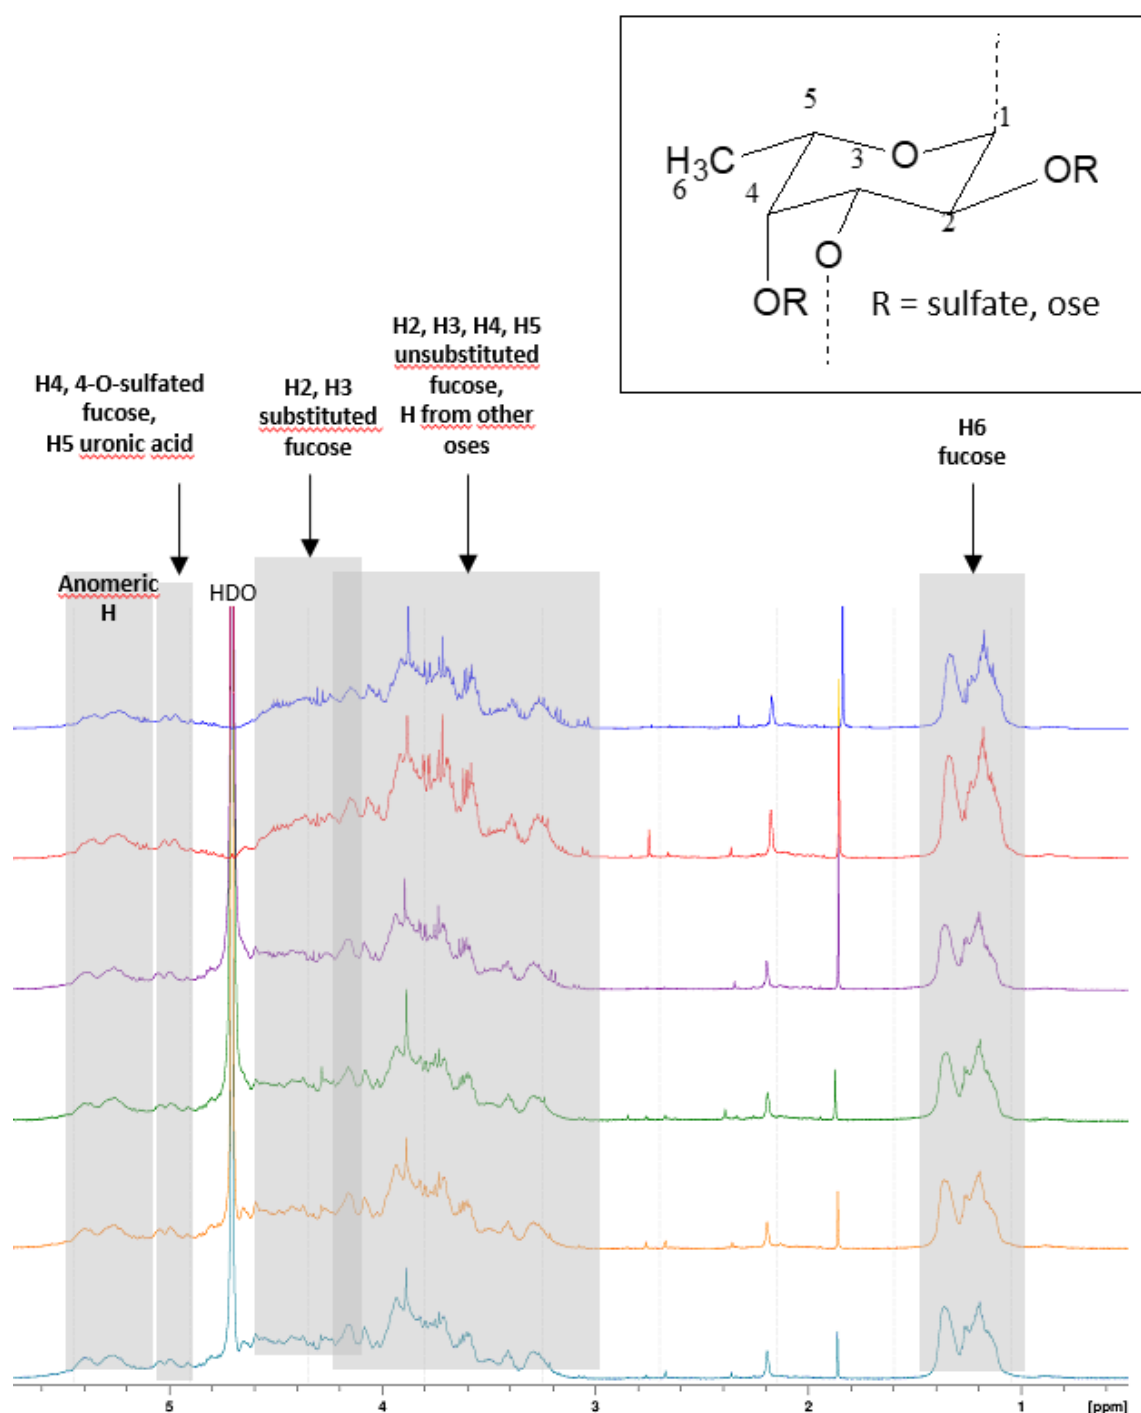 5
1
H₃C
3
O
OR
6
4
2
O
OR
R = sulfate, ose
H2, H3, H4, H5
unsubstituted
fucose,
H from other
oses
H4, 4-O-sulfated
fucose,
H5 uronic acid
H2, H3
substituted
fucose
H6
fucose
Anomeric
H
HDO
5
4
3
2
1
[ppm]